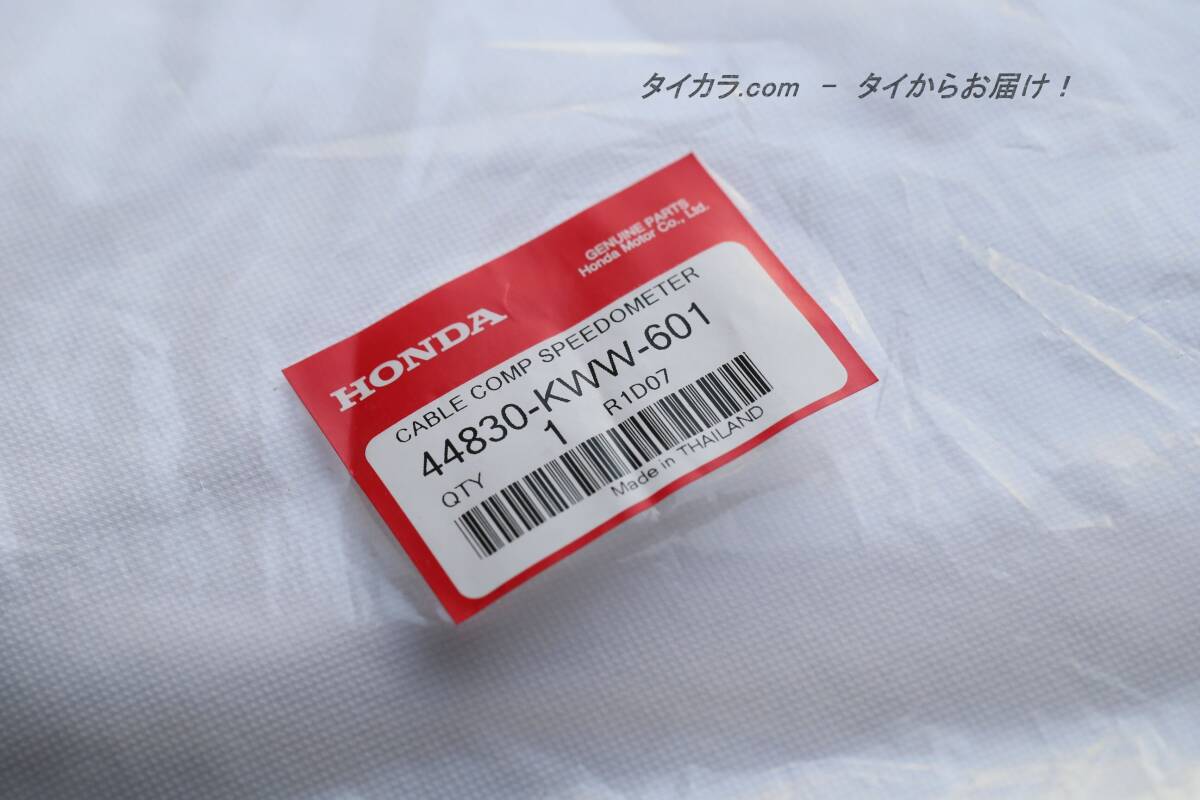 タイカラ.com － タイからお届け！
GENUINE PARTS
Honda Motor Co., Ltd.
HONDA
CABLE COMP SPEEDOMETER
44830-KWW-601
QTY 1 R1D07
Made in THAILAND